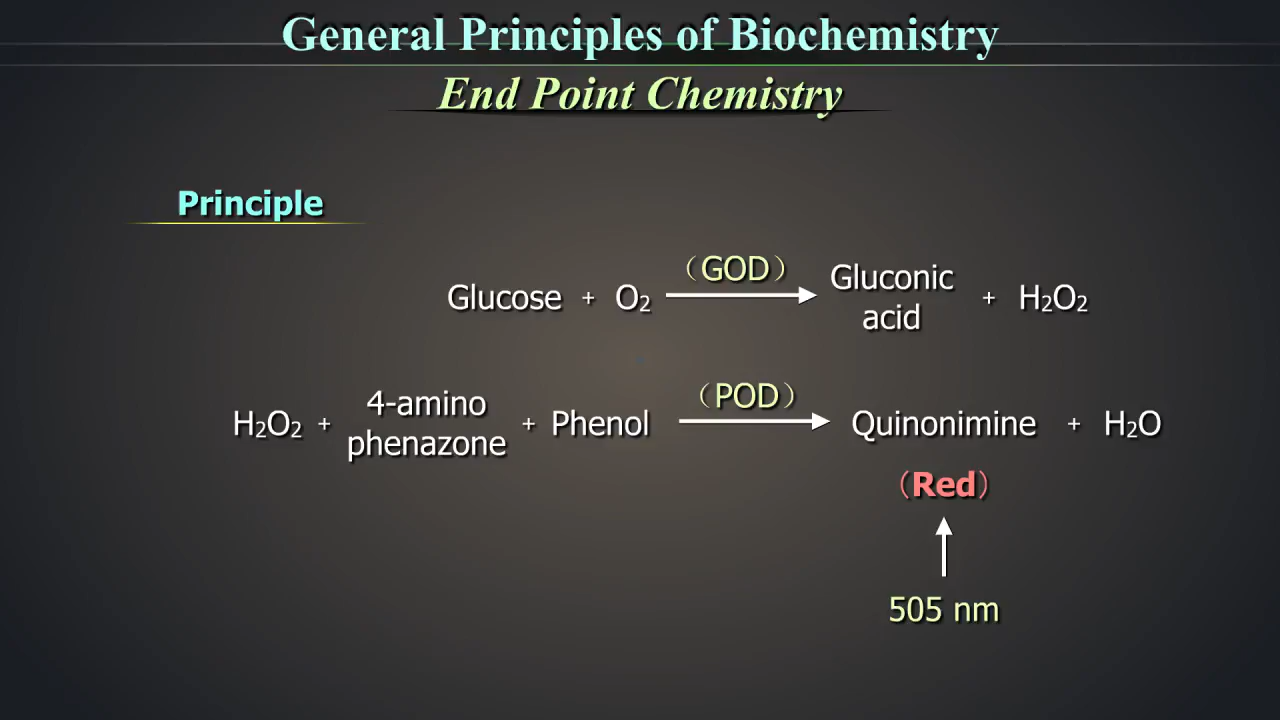 General Principles of Biochemistry
End Point Chemistry
Principle
Glucose + O₂ （GOD） Gluconic acid + H₂O₂
H₂O₂ + 4-amino phenazone + Phenol （POD） Quinonimine + H₂O
（Red）
505 nm